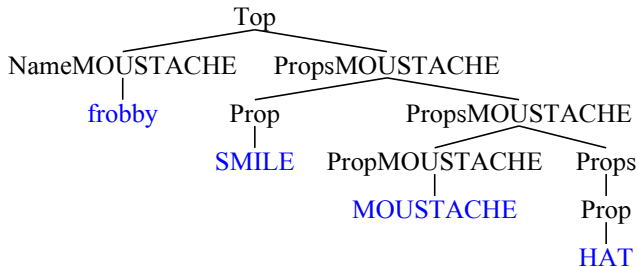 Top
NameMOUSTACHE PropsMOUSTACHE
frobby Prop PropsMOUSTACHE
SMILE PropMOUSTACHE Props
MOUSTACHE Prop
HAT